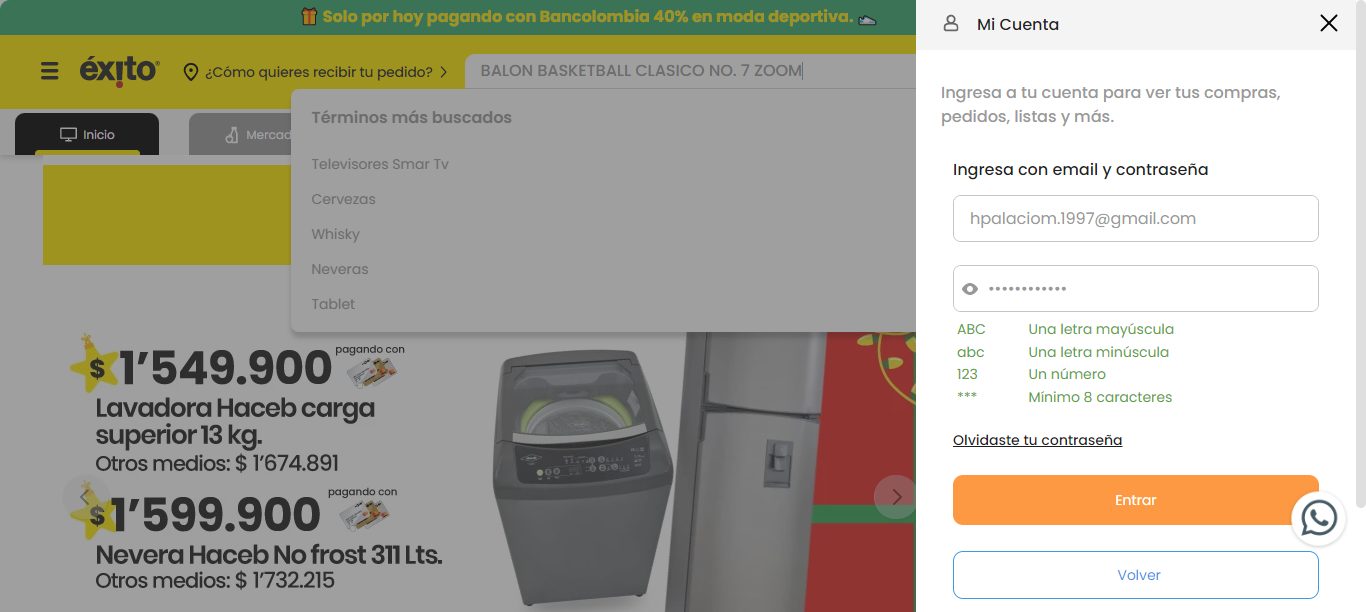 Solo por hoy pagando con Bancolombia 40% en moda deportiva.
éxito
¿Cómo quieres recibir tu pedido?
BALON BASKETBALL CLASICO NO. 7 ZOOM
Inicio
Mercad
Términos más buscados
Televisores Smar Tv
Cervezas
Whisky
Neveras
Tablet
$1’549.900
pagando con
Lavadora Haceb carga
superior 13 kg.
Otros medios: $ 1’674.891
$1’599.900
pagando con
Nevera Haceb No frost 311 Lts.
Otros medios: $ 1’732.215
Mi Cuenta
Ingresa a tu cuenta para ver tus compras,
pedidos, listas y más.
Ingresa con email y contraseña
hpalaciom.1997@gmail.com
••••••••••••
ABC Una letra mayúscula
abc Una letra minúscula
123 Un número
*** Mínimo 8 caracteres
Olvidaste tu contraseña
Entrar
Volver